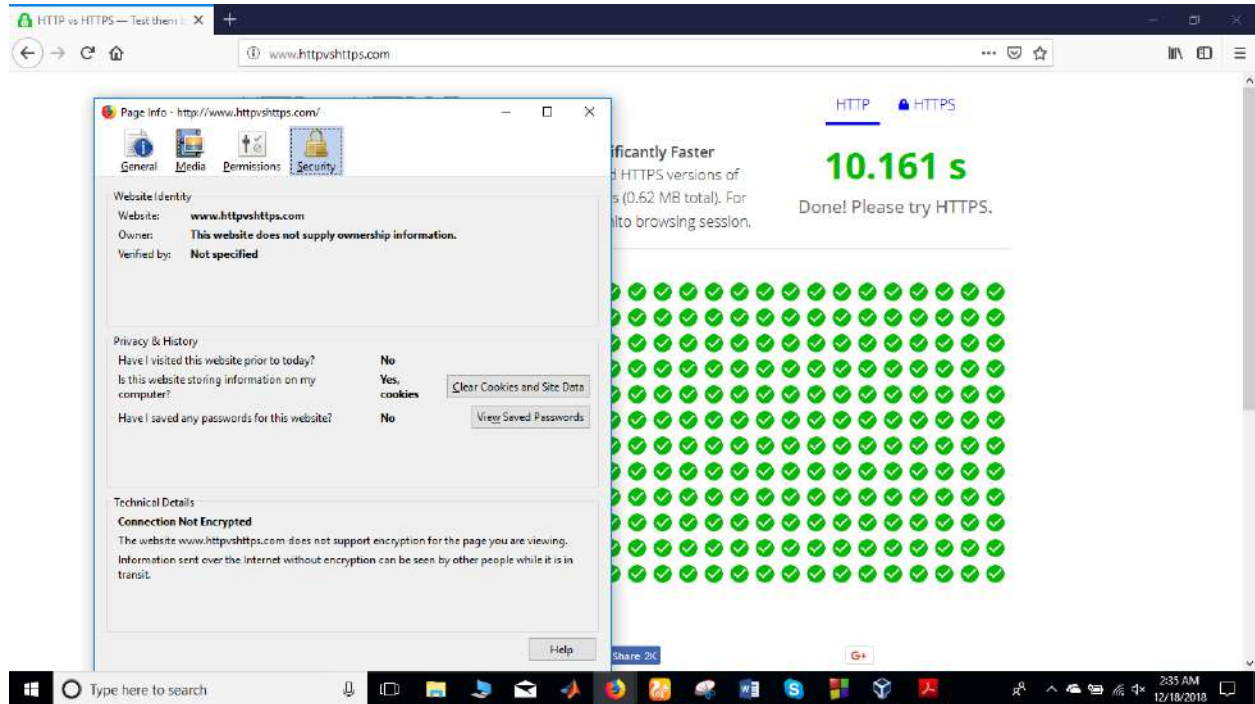 HTTP vs HTTPS — Test them
www.httpvshttps.com
Page Info - http://www.httpvshttps.com/
General Media Permissions Security
Website Identity
Website: www.httpvshttps.com
Owner: This website does not supply ownership information.
Verified by: Not specified
Privacy & History
Have I visited this website prior to today? No
Is this website storing information on my computer? Yes, cookies
Clear Cookies and Site Data
Have I saved any passwords for this website? No
View Saved Passwords
Technical Details
Connection Not Encrypted
The website www.httpvshttps.com does not support encryption for the page you are viewing.
Information sent over the Internet without encryption can be seen by other people while it is in
transit.
Help
HTTP HTTPS
Faster
HTTPS versions of
(0.62 MB total). For
browsing session.
10.161 s
Done! Please try HTTPS.
Share 2K
G+
Type here to search
2:35 AM
12/18/2018